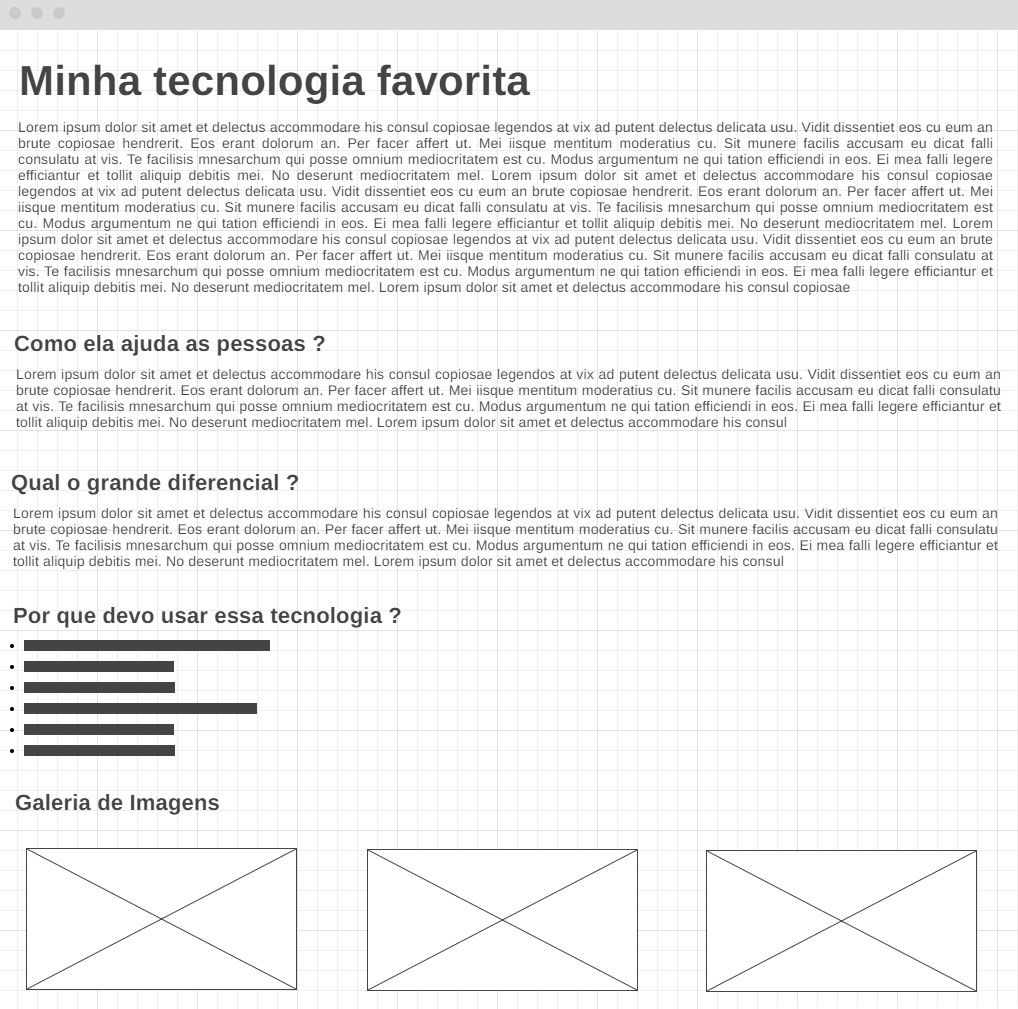 Minha tecnologia favorita
Lorem ipsum dolor sit amet et delectus accommodare his consul copiosae legendos at vix ad putent delectus delicata usu. Vidit dissentiet eos cu eum an
brute copiosae hendrerit. Eos erant dolorum an. Per facer affert ut. Mei iisque mentitum moderatius cu. Sit munere facilis accusam eu dicat falli
consulatu at vis. Te facilisis mnesarchum qui posse omnium mediocritatem est cu. Modus argumentum ne qui tation efficiendi in eos. Ei mea falli legere
efficiantur et tollit aliquip debitis mei. No deserunt mediocritatem mel. Lorem ipsum dolor sit amet et delectus accommodare his consul copiosae
legendos at vix ad putent delectus delicata usu. Vidit dissentiet eos cu eum an brute copiosae hendrerit. Eos erant dolorum an. Per facer affert ut. Mei
iisque mentitum moderatius cu. Sit munere facilis accusam eu dicat falli consulatu at vis. Te facilisis mnesarchum qui posse omnium mediocritatem est
cu. Modus argumentum ne qui tation efficiendi in eos. Ei mea falli legere efficiantur et tollit aliquip debitis mei. No deserunt mediocritatem mel. Lorem
ipsum dolor sit amet et delectus accommodare his consul copiosae legendos at vix ad putent delectus delicata usu. Vidit dissentiet eos cu eum an brute
copiosae hendrerit. Eos erant dolorum an. Per facer affert ut. Mei iisque mentitum moderatius cu. Sit munere facilis accusam eu dicat falli consulatu at
vis. Te facilisis mnesarchum qui posse omnium mediocritatem est cu. Modus argumentum ne qui tation efficiendi in eos. Ei mea falli legere efficiantur et
tollit aliquip debitis mei. No deserunt mediocritatem mel. Lorem ipsum dolor sit amet et delectus accommodare his consul copiosae
Como ela ajuda as pessoas ?
Lorem ipsum dolor sit amet et delectus accommodare his consul copiosae legendos at vix ad putent delectus delicata usu. Vidit dissentiet eos cu eum an
brute copiosae hendrerit. Eos erant dolorum an. Per facer affert ut. Mei iisque mentitum moderatius cu. Sit munere facilis accusam eu dicat falli consulatu
at vis. Te facilisis mnesarchum qui posse omnium mediocritatem est cu. Modus argumentum ne qui tation efficiendi in eos. Ei mea falli legere efficiantur et
tollit aliquip debitis mei. No deserunt mediocritatem mel. Lorem ipsum dolor sit amet et delectus accommodare his consul
Qual o grande diferencial ?
Lorem ipsum dolor sit amet et delectus accommodare his consul copiosae legendos at vix ad putent delectus delicata usu. Vidit dissentiet eos cu eum an
brute copiosae hendrerit. Eos erant dolorum an. Per facer affert ut. Mei iisque mentitum moderatius cu. Sit munere facilis accusam eu dicat falli consulatu
at vis. Te facilisis mnesarchum qui posse omnium mediocritatem est cu. Modus argumentum ne qui tation efficiendi in eos. Ei mea falli legere efficiantur et
tollit aliquip debitis mei. No deserunt mediocritatem mel. Lorem ipsum dolor sit amet et delectus accommodare his consul
Por que devo usar essa tecnologia ?
Galeria de Imagens